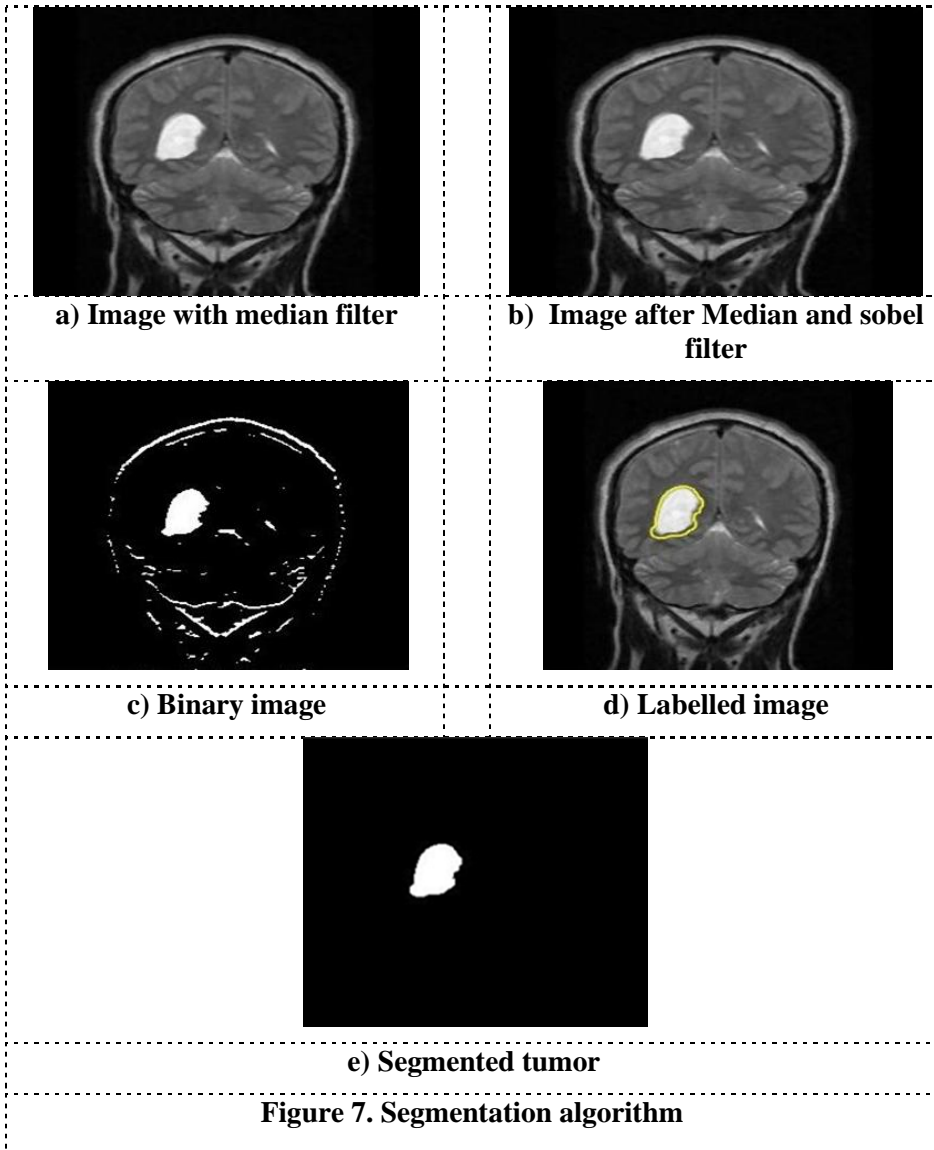 a) Image with median filter
b) Image after Median and sobel
filter
c) Binary image
d) Labelled image
e) Segmented tumor
Figure 7. Segmentation algorithm